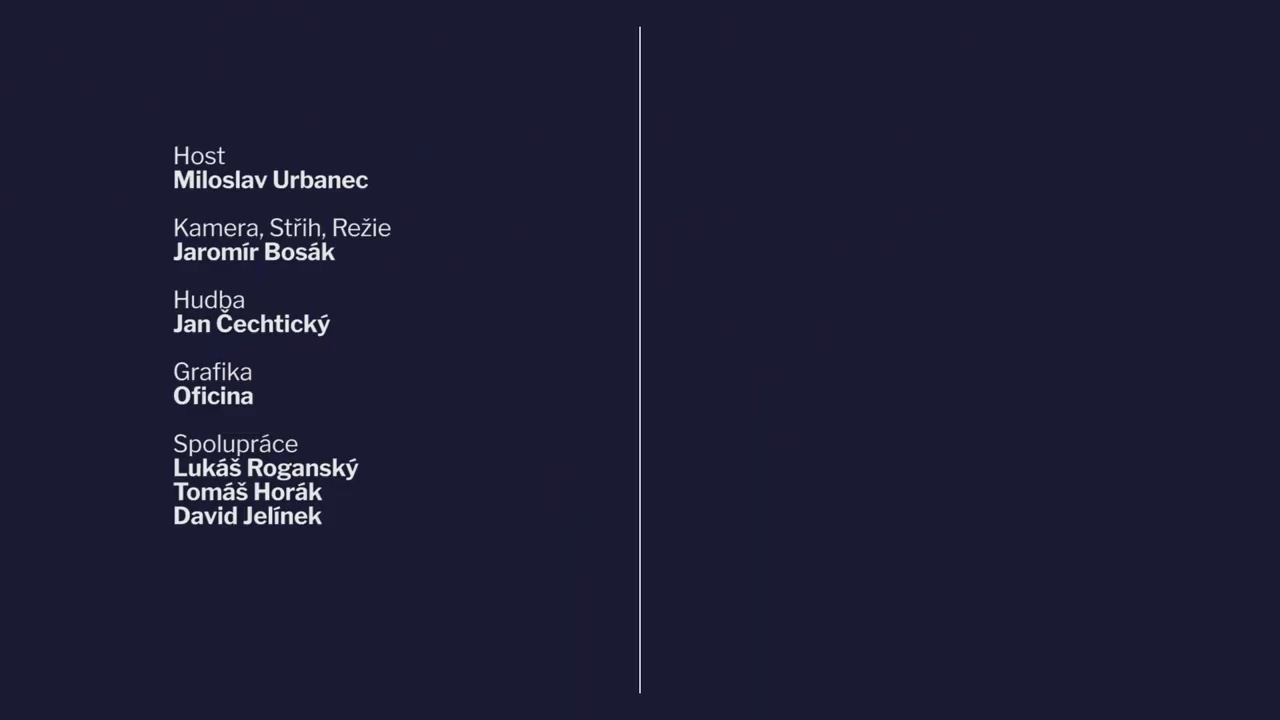 Host
Miloslav Urbanec
Kamera, Střih, Režie
Jaromír Bosák
Hudba
Jan Čechtický
Grafika
Oficina
Spolupráce
Lukáš Roganský
Tomáš Horák
David Jelínek